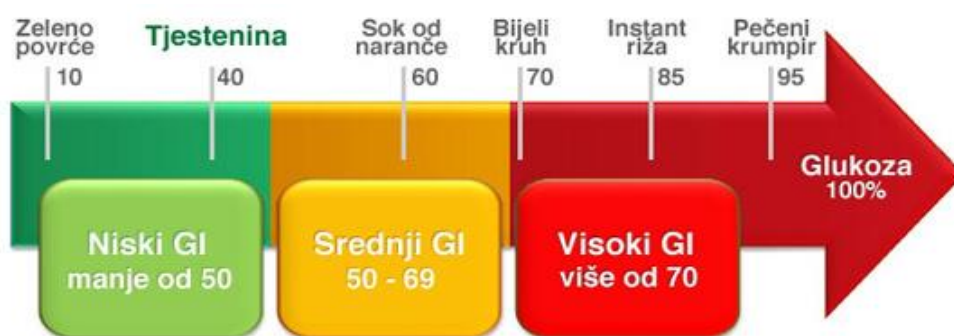 Zeleno
povrće
10
Tjestenina
40
Sok od
naranče
60
Bijeli
kruh
70
Instant
riža
85
Pečeni
krumpir
95
Glukoza
100%
Niski GI
manje od 50
Srednji GI
50 - 69
Visoki GI
više od 70